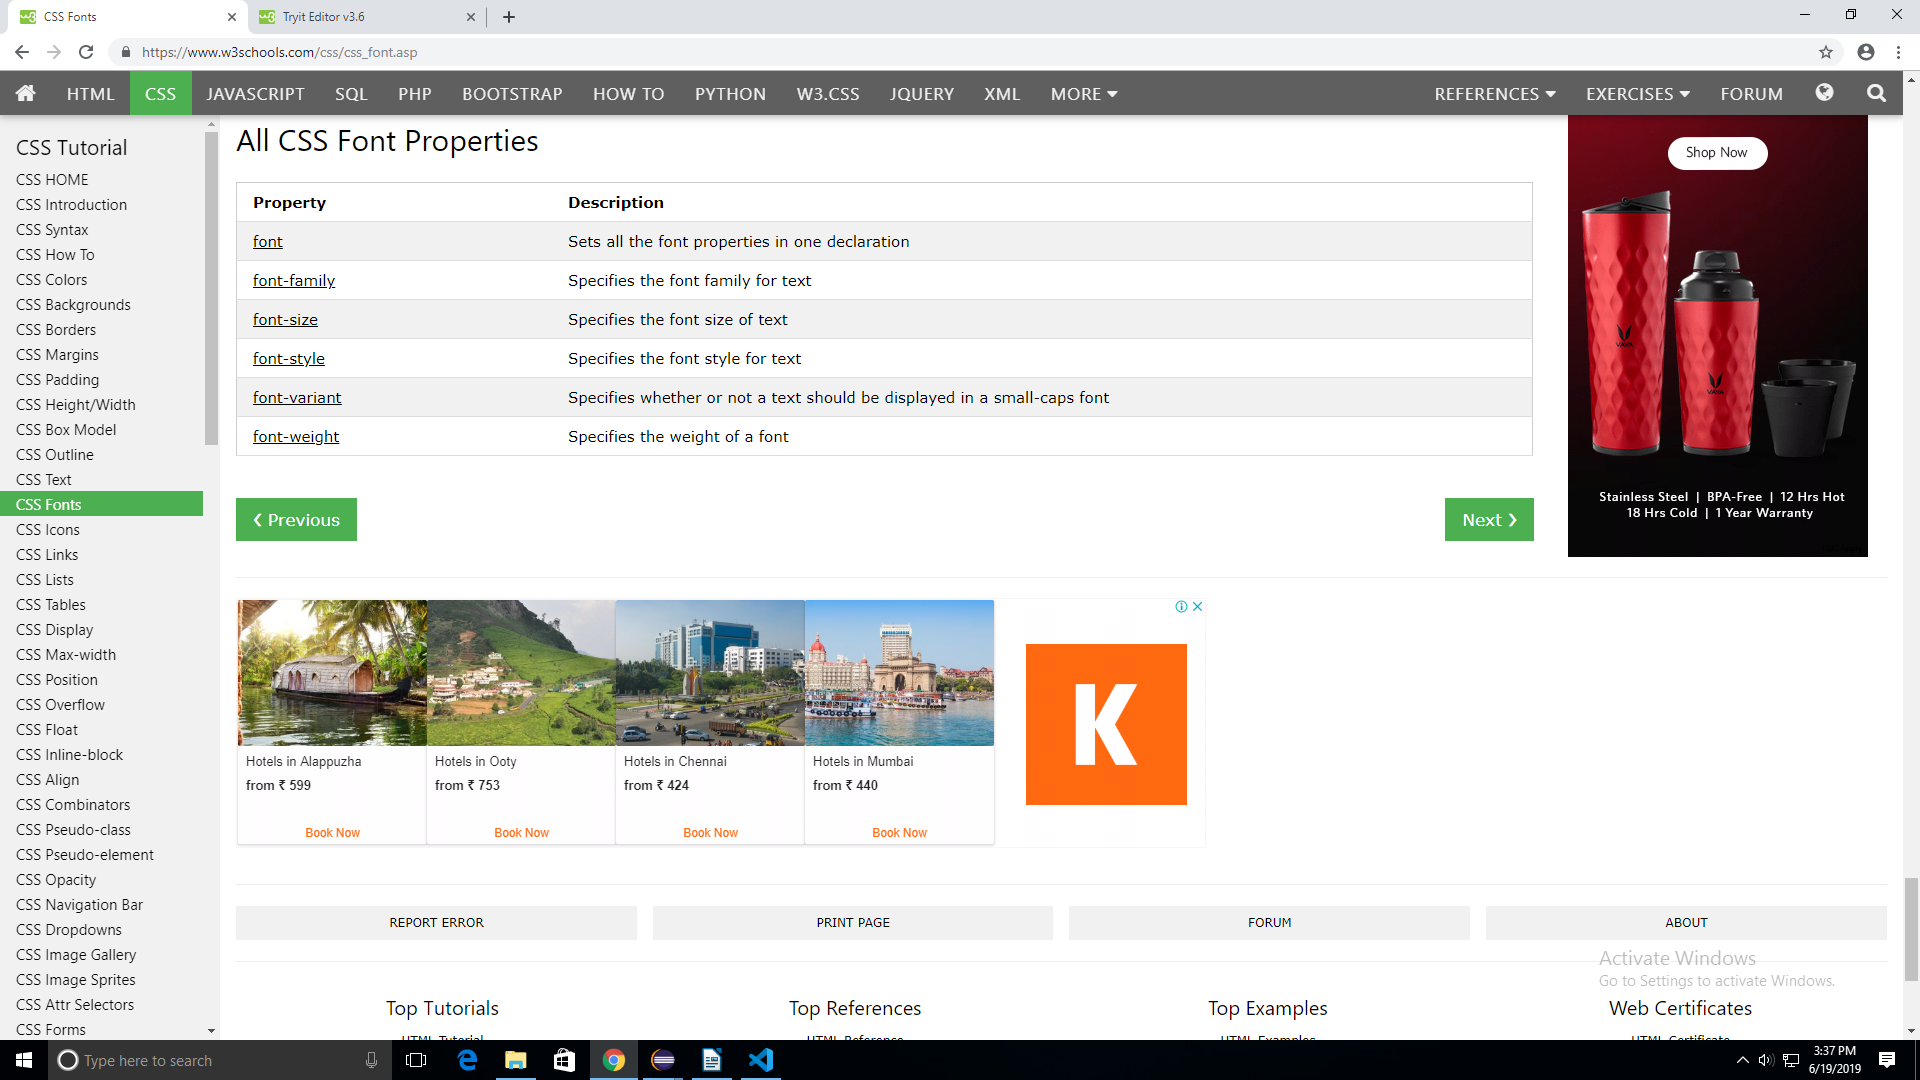 CSS Fonts
Tryit Editor v3.6
https://www.w3schools.com/css/css_font.asp
HTML
CSS
JAVASCRIPT
SQL
PHP
BOOTSTRAP
HOW TO
PYTHON
W3.CSS
JQUERY
XML
MORE
REFERENCES
EXERCISES
FORUM
CSS Tutorial
CSS HOME
CSS Introduction
CSS Syntax
CSS How To
CSS Colors
CSS Backgrounds
CSS Borders
CSS Margins
CSS Padding
CSS Height/Width
CSS Box Model
CSS Outline
CSS Text
CSS Fonts
CSS Icons
CSS Links
CSS Lists
CSS Tables
CSS Display
CSS Max-width
CSS Position
CSS Overflow
CSS Float
CSS Inline-block
CSS Align
CSS Combinators
CSS Pseudo-class
CSS Pseudo-element
CSS Opacity
CSS Navigation Bar
CSS Dropdowns
CSS Image Gallery
CSS Image Sprites
CSS Attr Selectors
CSS Forms
All CSS Font Properties
Property Description
font Sets all the font properties in one declaration
font-family Specifies the font family for text
font-size Specifies the font size of text
font-style Specifies the font style for text
font-variant Specifies whether or not a text should be displayed in a small-caps font
font-weight Specifies the weight of a font
❮ Previous
Next ❯
Shop Now
VAYA
VAYA
Stainless Steel | BPA-Free | 12 Hrs Hot
18 Hrs Cold | 1 Year Warranty
Hotels in Alappuzha
from ₹ 599
Book Now
Hotels in Ooty
from ₹ 753
Book Now
Hotels in Chennai
from ₹ 424
Book Now
Hotels in Mumbai
from ₹ 440
Book Now
K
REPORT ERROR
PRINT PAGE
FORUM
ABOUT
Activate Windows
Go to Settings to activate Windows.
Top Tutorials
Top References
Top Examples
Web Certificates
HTML Tutorial
HTML Reference
HTML Examples
HTML Certificate
Type here to search
3:37 PM
6/19/2019